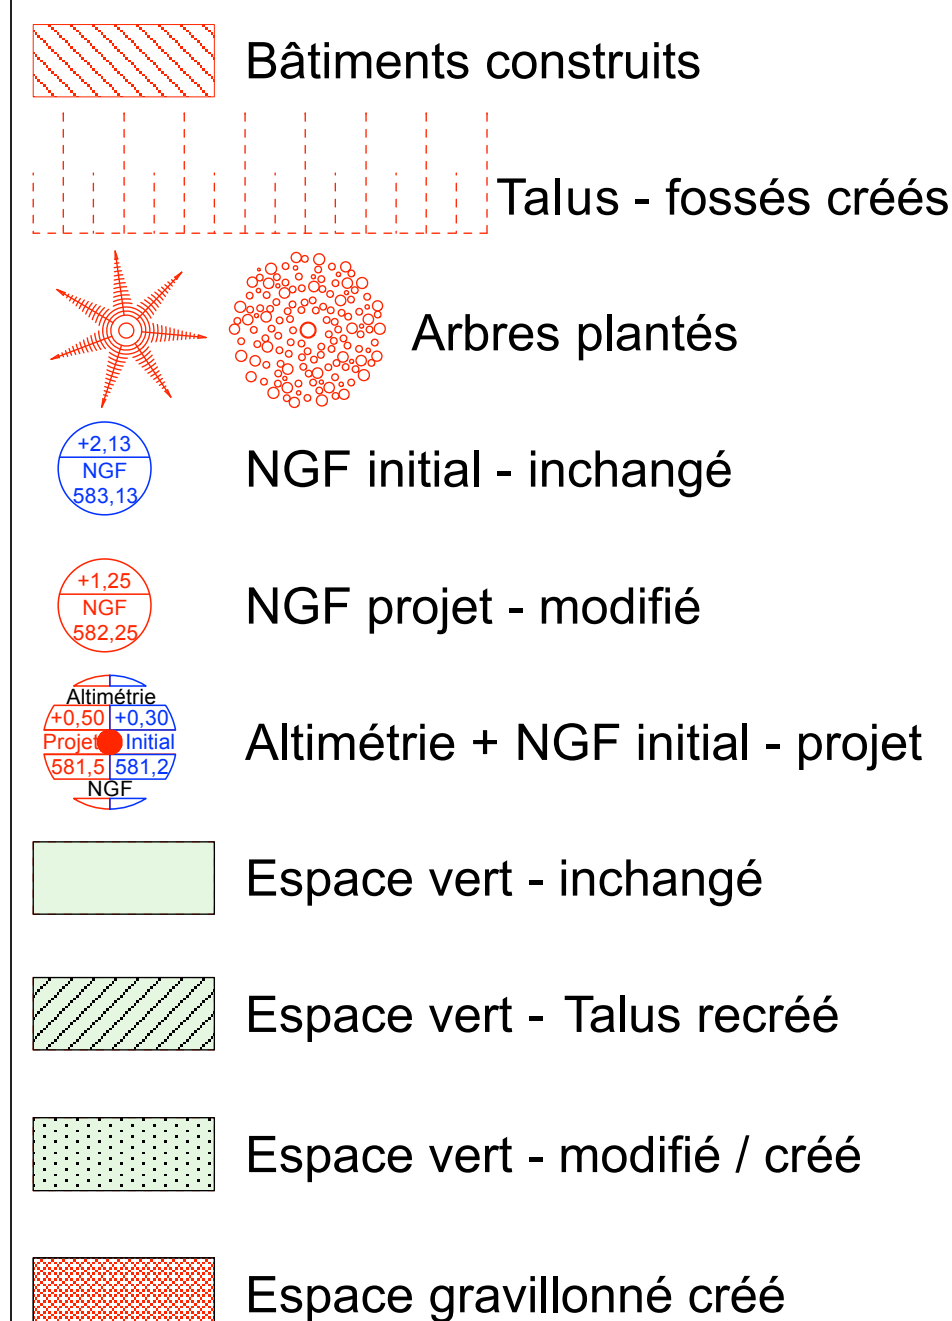 Bâtiments construits
Talus - fossés créés
Arbres plantés
+2,13
NGF
583,13
NGF initial - inchangé
+1,25
NGF
582,25
NGF projet - modifié
Altimétrie
+0,50 +0,30
Projet Initial
581,5 581,2
NGF
Altimétrie + NGF initial - projet
Espace vert - inchangé
Espace vert - Talus recréé
Espace vert - modifié / créé
Espace gravillonné créé